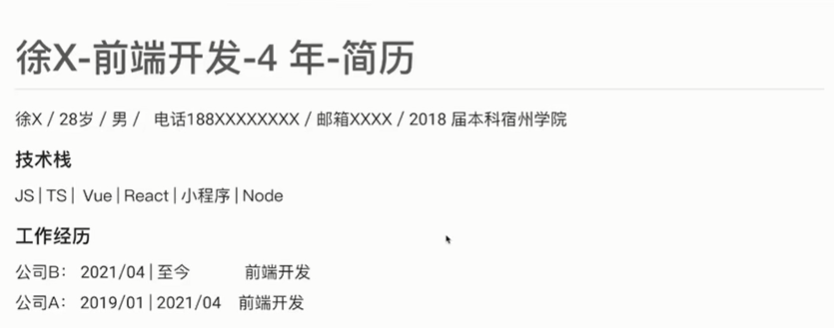 徐X-前端开发-4 年-简历
徐X / 28岁 / 男 / 电话188XXXXXXXX / 邮箱XXXX / 2018 届本科宿州学院
技术栈
JS | TS | Vue | React | 小程序 | Node
工作经历
公司B： 2021/04 | 至今 前端开发
公司A： 2019/01 | 2021/04 前端开发